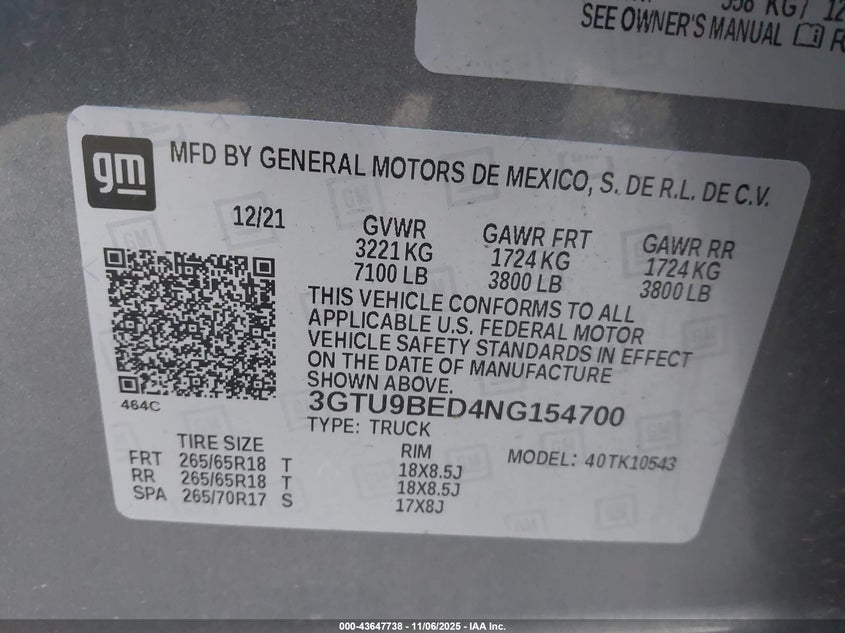 558 KG / 12
SEE OWNER'S MANUAL
gm
MFD BY GENERAL MOTORS DE MEXICO, S. DE R.L. DE C.V.
12/21
GVWR GAWR FRT GAWR RR
3221 KG 1724 KG 1724 KG
7100 LB 3800 LB 3800 LB
THIS VEHICLE CONFORMS TO ALL
APPLICABLE U.S. FEDERAL MOTOR
VEHICLE SAFETY STANDARDS IN EFFECT
ON THE DATE OF MANUFACTURE
SHOWN ABOVE.
464C
3GTU9BED4NG154700
TYPE: TRUCK
TIRE SIZE RIM MODEL: 40TK10543
FRT 265/65R18 T 18X8.5J
RR 265/65R18 T 18X8.5J
SPA 265/70R17 S 17X8J
000-43647738 - 11/06/2025 - IAA Inc.